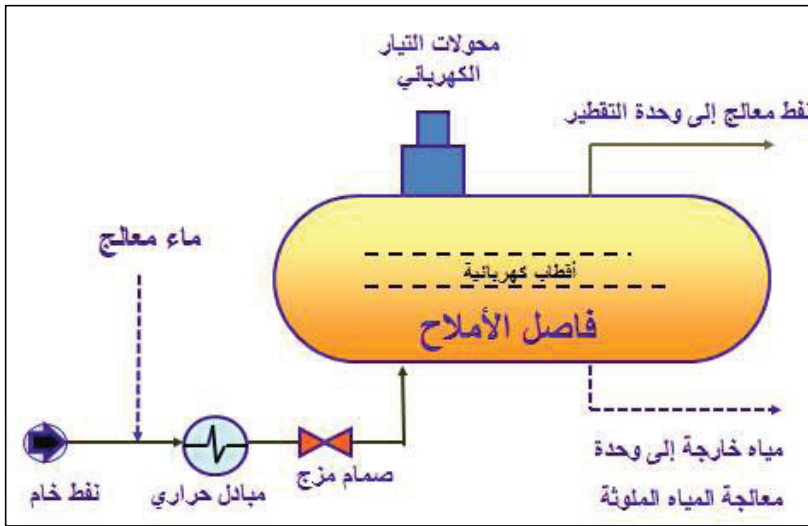 محولات التيار
الكهربائي
نفط معالج إلى وحدة التقطير
ماء معالج
أقطاب كهربائية
فاصل الأملاح
نفط خام
مبادل حراري
صمام مزج
مياه خارجة إلى وحدة
معالجة المياه الملوثة